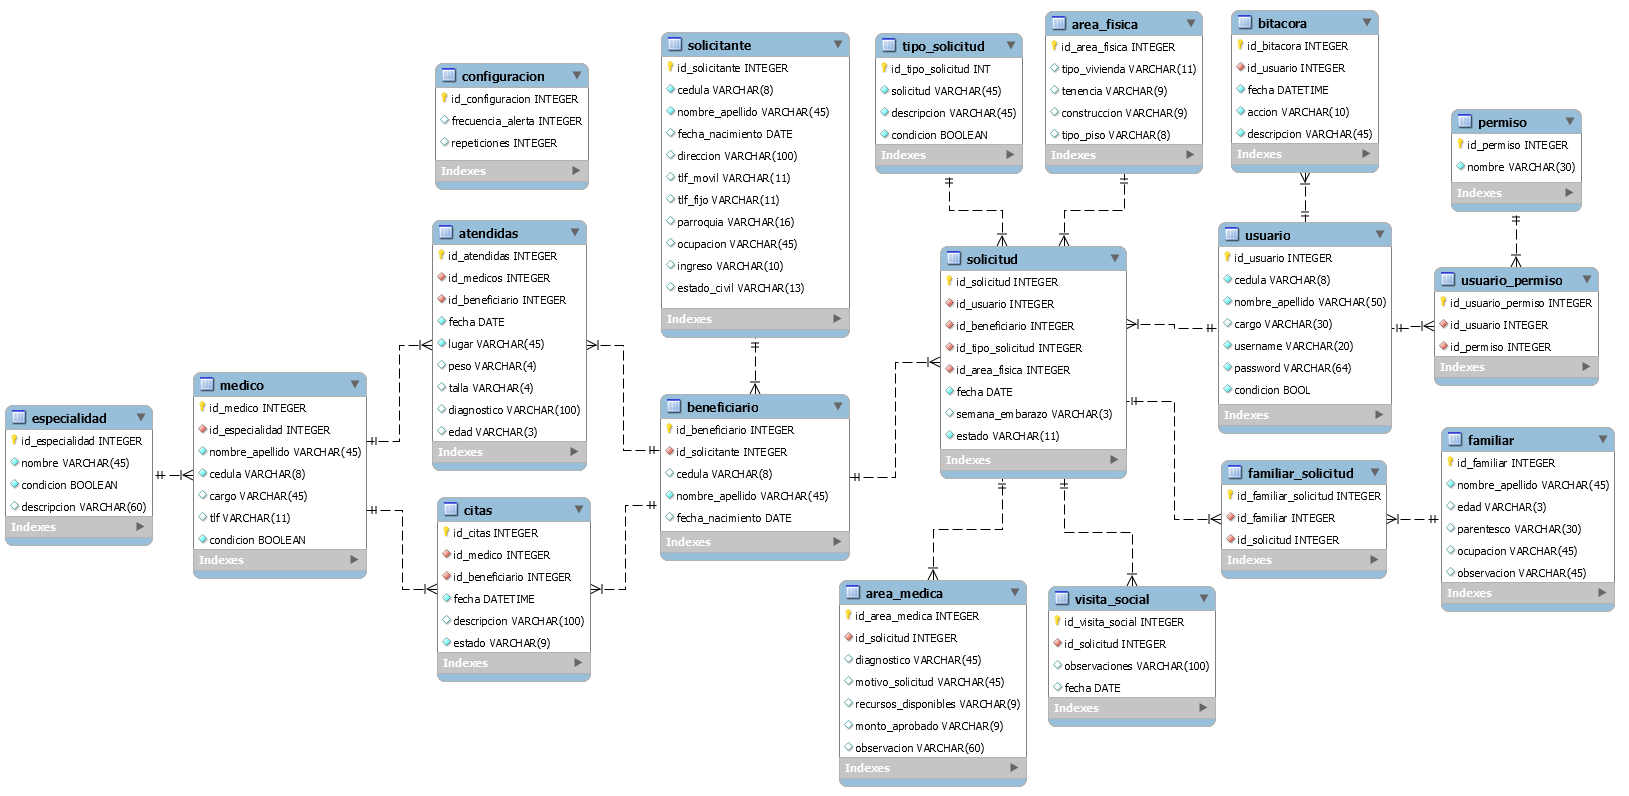 configuracion
id_configuracion INTEGER
frecuencia_alerta INTEGER
repeticiones INTEGER
Indexes
solicitante
id_solicitante INTEGER
cedula VARCHAR(8)
nombre_apellido VARCHAR(45)
fecha_nacimiento DATE
direccion VARCHAR(100)
tlf_movil VARCHAR(11)
tlf_fijo VARCHAR(11)
parroquia VARCHAR(16)
ocupacion VARCHAR(45)
ingreso VARCHAR(10)
estado_civil VARCHAR(13)
Indexes
tipo_solicitud
id_tipo_solicitud INT
solicitud VARCHAR(45)
descripcion VARCHAR(45)
condicion BOOLEAN
Indexes
area_fisica
id_area_fisica INTEGER
tipo_vivienda VARCHAR(11)
tenencia VARCHAR(9)
construccion VARCHAR(9)
tipo_piso VARCHAR(8)
Indexes
bitacora
id_bitacora INTEGER
id_usuario INTEGER
fecha DATETIME
accion VARCHAR(10)
descripcion VARCHAR(45)
Indexes
permiso
id_permiso INTEGER
nombre VARCHAR(30)
Indexes
atendidas
id_atendidas INTEGER
id_medicos INTEGER
id_beneficiario INTEGER
fecha DATE
lugar VARCHAR(45)
peso VARCHAR(4)
talla VARCHAR(4)
diagnostico VARCHAR(100)
edad VARCHAR(3)
Indexes
solicitud
id_solicitud INTEGER
id_usuario INTEGER
id_beneficiario INTEGER
id_tipo_solicitud INTEGER
id_area_fisica INTEGER
fecha DATE
semana_embarazo VARCHAR(3)
estado VARCHAR(11)
Indexes
usuario
id_usuario INTEGER
cedula VARCHAR(8)
nombre_apellido VARCHAR(50)
cargo VARCHAR(30)
username VARCHAR(20)
password VARCHAR(64)
condicion BOOL
Indexes
usuario_permiso
id_usuario_permiso INTEGER
id_usuario INTEGER
id_permiso INTEGER
Indexes
especialidad
id_especialidad INTEGER
nombre VARCHAR(45)
condicion BOOLEAN
descripcion VARCHAR(60)
Indexes
medico
id_medico INTEGER
id_especialidad INTEGER
nombre_apellido VARCHAR(45)
cedula VARCHAR(8)
cargo VARCHAR(45)
tlf VARCHAR(11)
condicion BOOLEAN
Indexes
beneficiario
id_beneficiario INTEGER
id_solicitante INTEGER
cedula VARCHAR(8)
nombre_apellido VARCHAR(45)
fecha_nacimiento DATE
Indexes
citas
id_citas INTEGER
id_medico INTEGER
id_beneficiario INTEGER
fecha DATETIME
descripcion VARCHAR(100)
estado VARCHAR(9)
Indexes
familiar_solicitud
id_familiar_solicitud INTEGER
id_familiar INTEGER
id_solicitud INTEGER
Indexes
familiar
id_familiar INTEGER
nombre_apellido VARCHAR(45)
edad VARCHAR(3)
parentesco VARCHAR(30)
ocupacion VARCHAR(45)
observacion VARCHAR(45)
Indexes
area_medica
id_area_medica INTEGER
id_solicitud INTEGER
diagnostico VARCHAR(45)
motivo_solicitud VARCHAR(45)
recursos_disponibles VARCHAR(9)
monto_aprobado VARCHAR(9)
observacion VARCHAR(60)
Indexes
visita_social
id_visita_social INTEGER
id_solicitud INTEGER
observaciones VARCHAR(100)
fecha DATE
Indexes